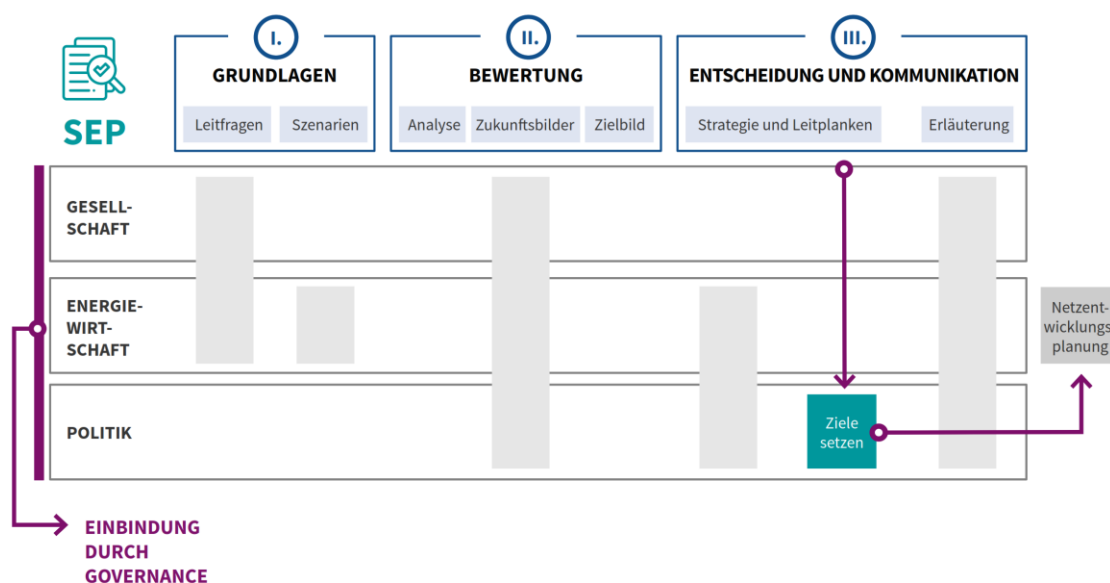 I.
II.
III.
GRUNDLAGEN
BEWERTUNG
ENTSCHEIDUNG UND KOMMUNIKATION
SEP
Leitfragen
Szenarien
Analyse
Zukunftsbilder
Zielbild
Strategie und Leitplanken
Erläuterung
GESELL-
SCHAFT
ENERGIE-
WIRT-
SCHAFT
Netzent-
wicklungs
planung
POLITIK
Ziele
setzen
EINBINDUNG
DURCH
GOVERNANCE